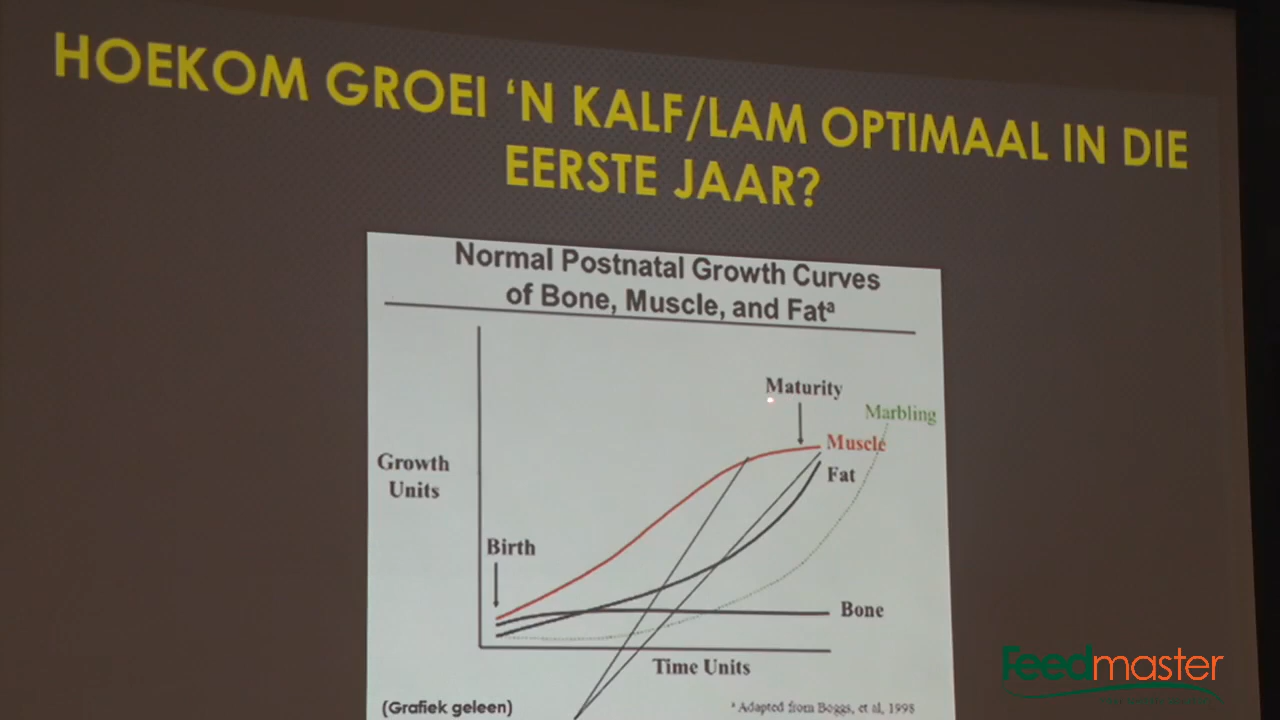 HOEKOM GROEI ‘N KALF/LAM OPTIMAAL IN DIE
EERSTE JAAR?
Normal Postnatal Growth Curves
of Bone, Muscle, and Fatᵃ
Maturity
Marbling
Muscle
Growth
Units
Fat
Birth
Bone
Time Units
(Grafiek geleen)
ᵃ Adapted from Boggs, et al, 1998
Feedmaster